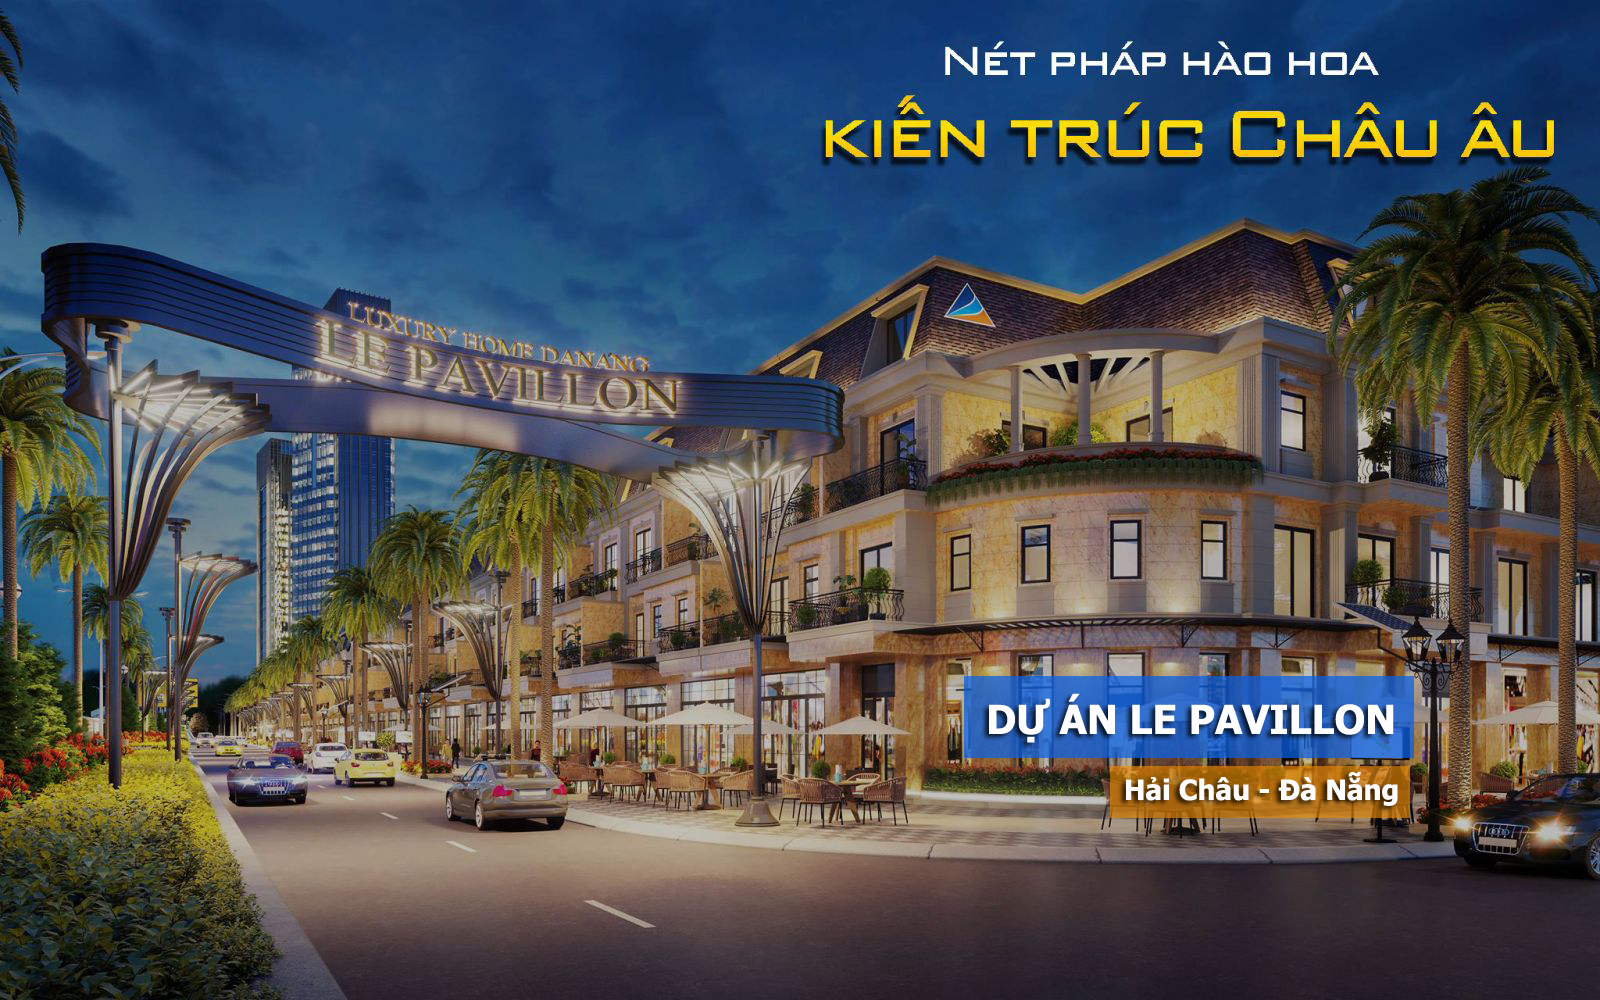 NÉT PHÁP HÀO HOA
KIẾN TRÚC CHÂU ÂU
LUXURY HOME DANANG
LE PAVILLON
DỰ ÁN LE PAVILLON
Hải Châu - Đà Nẵng